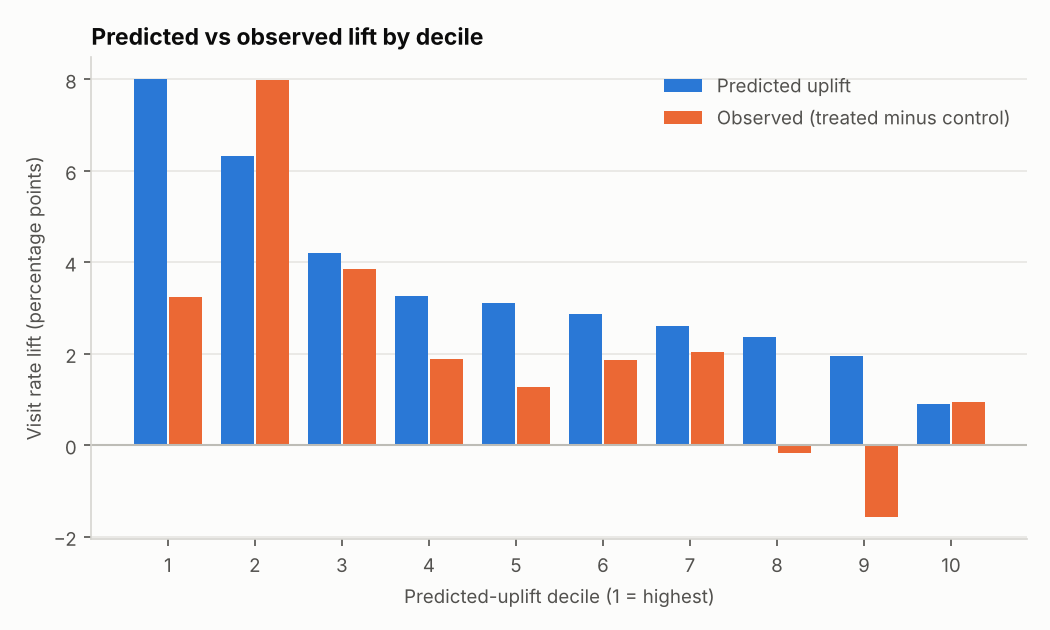 Predicted vs observed lift by decile
Predicted uplift
Observed (treated minus control)
Visit rate lift (percentage points)
8
6
4
2
0
−2
1 2 3 4 5 6 7 8 9 10
Predicted-uplift decile (1 = highest)